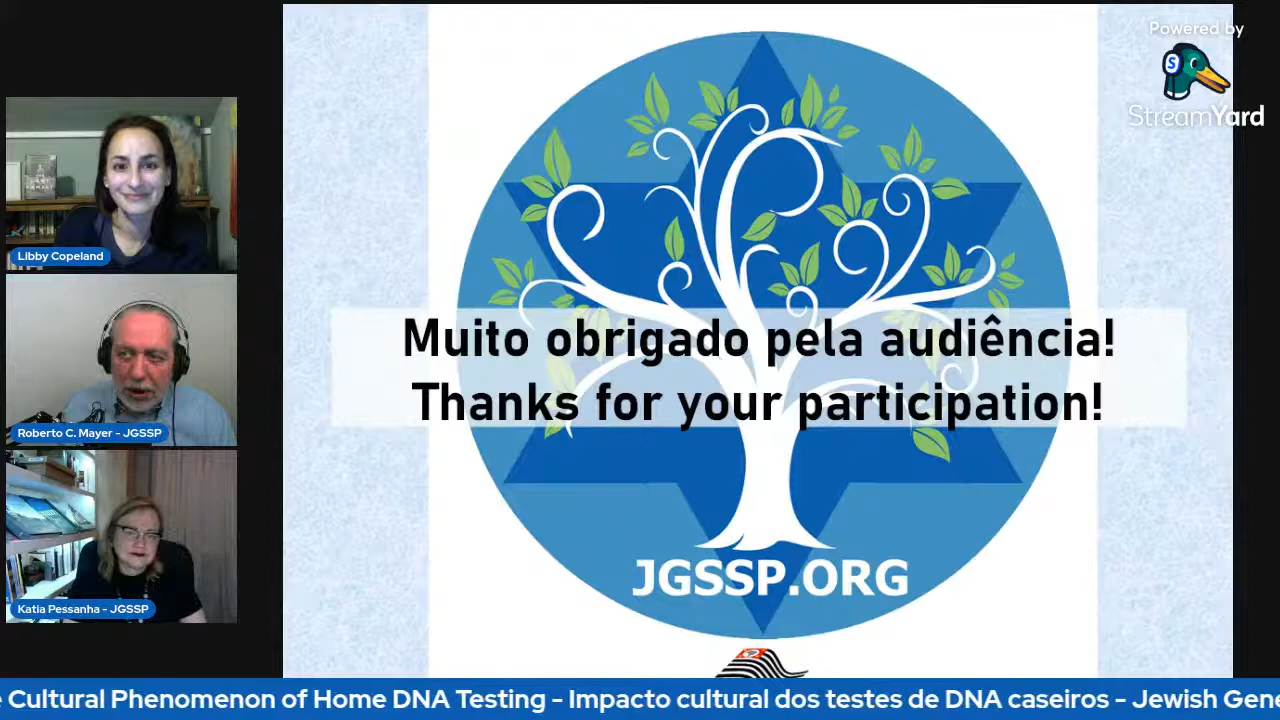 Powered by
StreamYard
Libby Copeland
Roberto C. Mayer - JGSSP
Katia Pessanha - JGSSP
Muito obrigado pela audiência!
Thanks for your participation!
JGSSP.ORG
Cultural Phenomenon of Home DNA Testing - Impacto cultural dos testes de DNA caseiros - Jewish Gene